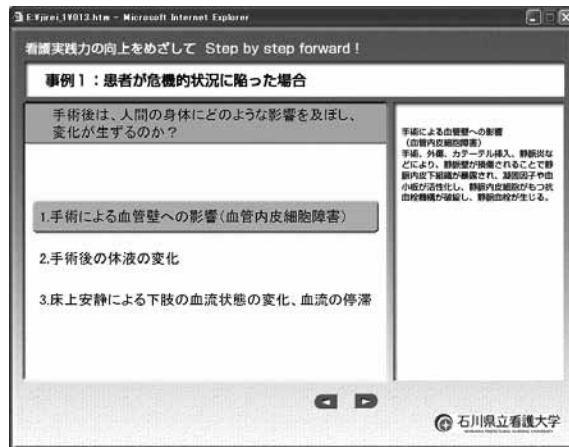 E:¥jirei_1¥013.htm - Microsoft Internet Explorer
看護実践力の向上をめざして Step by step forward !
事例1：患者が危機的状況に陥った場合
手術後は、人間の身体にどのような影響を及ぼし、
変化が生ずるのか？
1.手術による血管壁への影響(血管内皮細胞障害)
2.手術後の体液の変化
3.床上安静による下肢の血流状態の変化、血流の停滞
手術による血管壁への影響
(血管内皮細胞障害)
手術、外傷、カテーテル挿入、静脈炎な
どにより、静脈壁が損傷されることで静
脈内皮下組織が暴露され、凝固因子や血
小板が活性化し、静脈内皮細胞がもつ抗
血栓機構が破綻し、静脈血栓が生じる。
石川県立看護大学